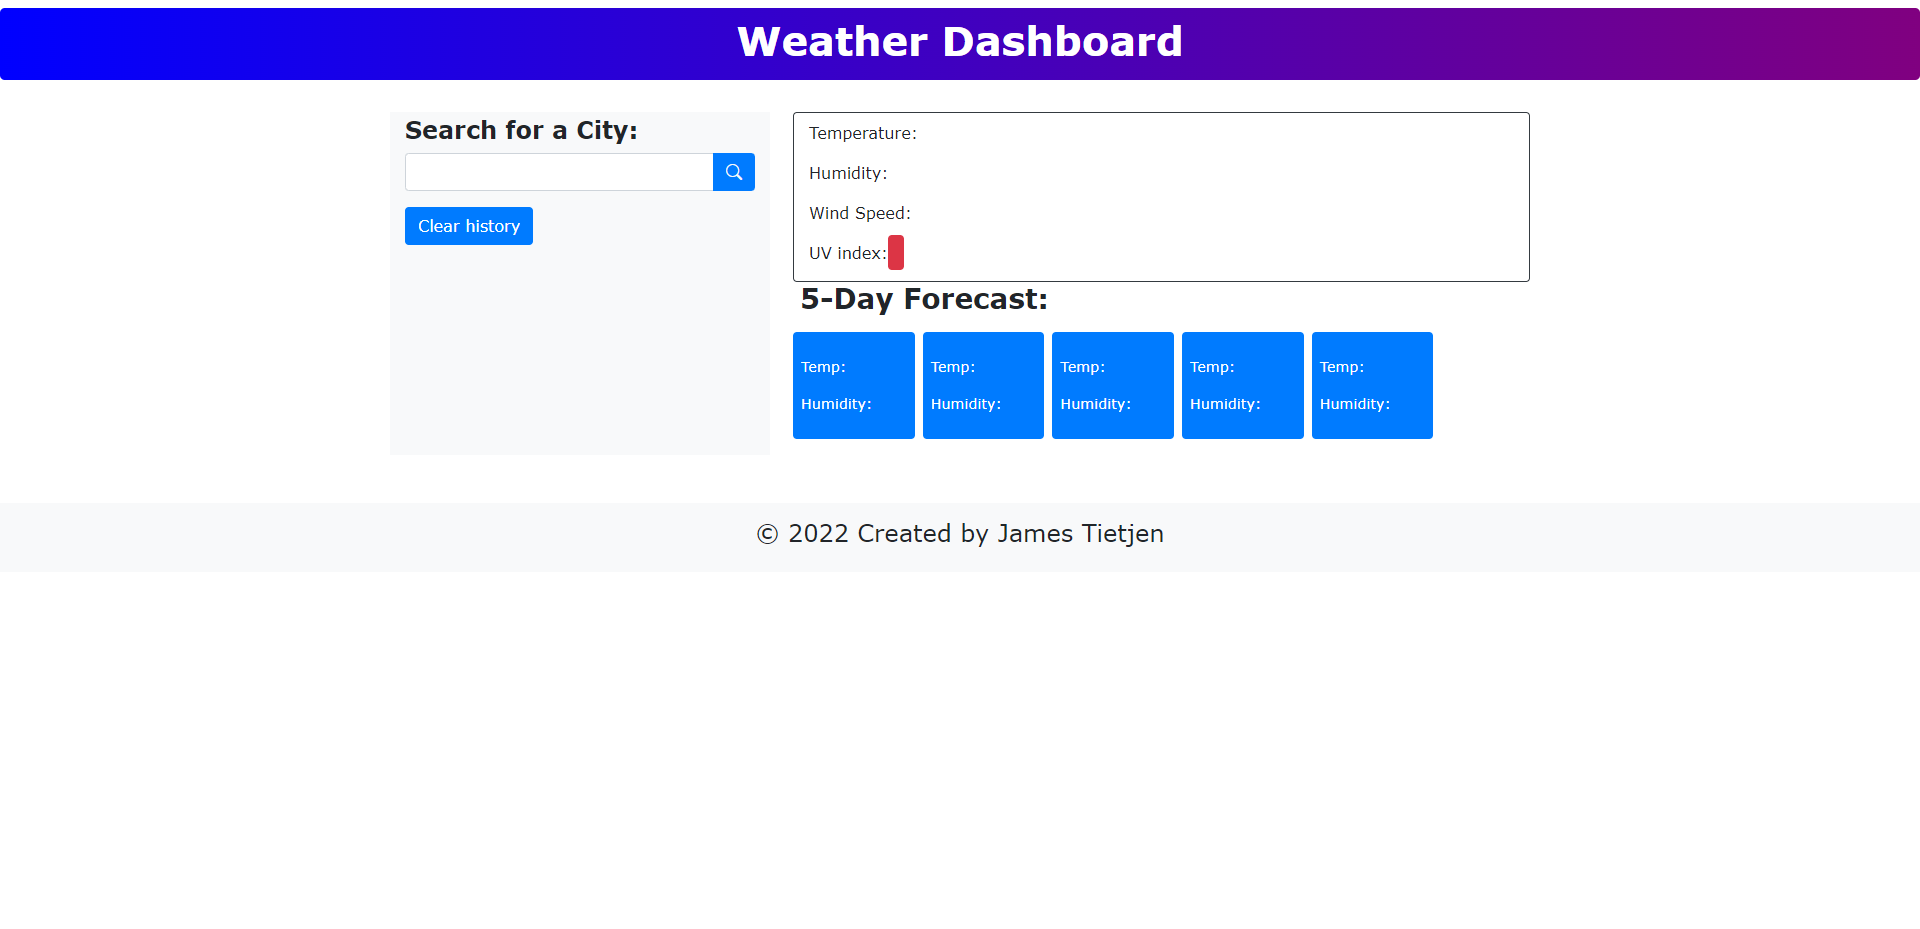 Weather Dashboard
Search for a City:
Clear history
Temperature:
Humidity:
Wind Speed:
UV index:
5-Day Forecast:
Temp:
Humidity:
Temp:
Humidity:
Temp:
Humidity:
Temp:
Humidity:
Temp:
Humidity:
© 2022 Created by James Tietjen